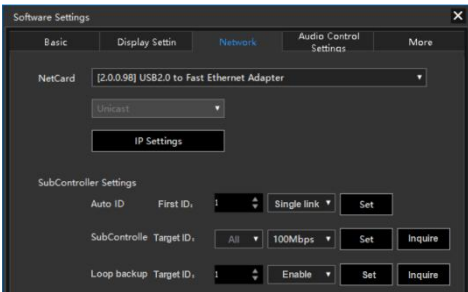 Software Settings
Basic Display Settin Network Audio Control Settings More
NetCard [2.0.0.98] USB2.0 to Fast Ethernet Adapter
Unicast
IP Settings
SubController Settings
Auto ID First ID: 1 Single link Set
SubControlle Target ID: All 100Mbps Set Inquire
Loop backup Target ID: 1 Enable Set Inquire